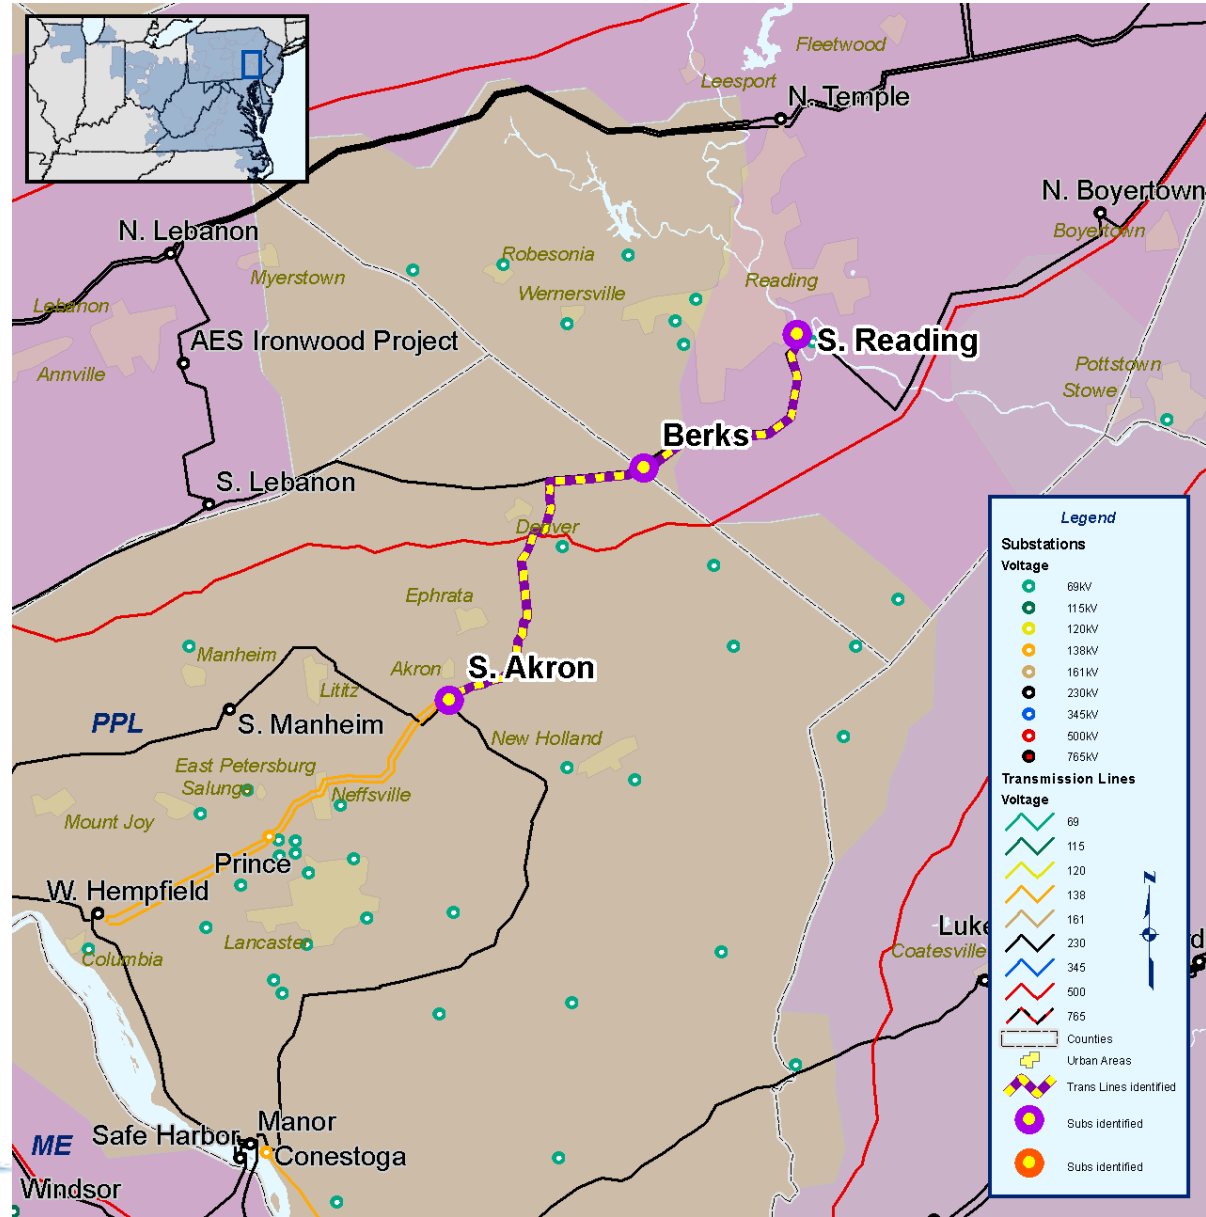 Fleetwood
Leesport
N. Temple
N. Boyertown
Boyertown
N. Lebanon
Robesonia
Myerstown
Reading
Wernersville
Lebanon
AES Ironwood Project
S. Reading
Annville
Pottstown
Stowe
Berks
S. Lebanon
Denver
Ephrata
Manheim
Akron
S. Akron
Lititz
PPL
S. Manheim
New Holland
East Petersburg
Salunga
Neffsville
Mount Joy
Prince
W. Hempfield
Lancaster
Columbia
Luke
Coatesville
rd
Manor
Safe Harbor
Conestoga
ME
Windsor
Legend
Substations
Voltage
69kV
115kV
120kV
138kV
161kV
230kV
345kV
500kV
765kV
Transmission Lines
Voltage
69
115
120
138
161
230
345
500
765
Counties
Urban Areas
Trans Lines identified
Subs identified
Subs identified
N